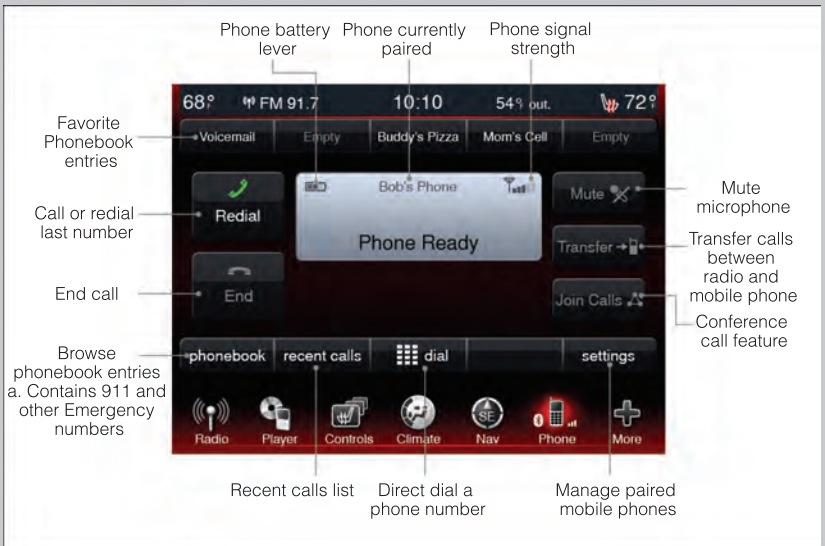 Phone battery
lever
Phone currently
paired
Phone signal
strength
68° FM 91.7 10:10 54° out. 72°
Favorite
Phonebook
entries
Voicemail Empty Buddy's Pizza Mom's Cell Empty
Call or redial
last number
Redial
Bob's Phone
Phone Ready
Mute
Mute
microphone
Transfer
Transfer calls
between
radio and
mobile phone
End call
End
Join Calls
Conference
call feature
Browse
phonebook entries
a. Contains 911 and
other Emergency
numbers
phonebook recent calls dial settings
SE
Radio Player Controls Climate Nav Phone More
Recent calls list
Direct dial a
phone number
Manage paired
mobile phones